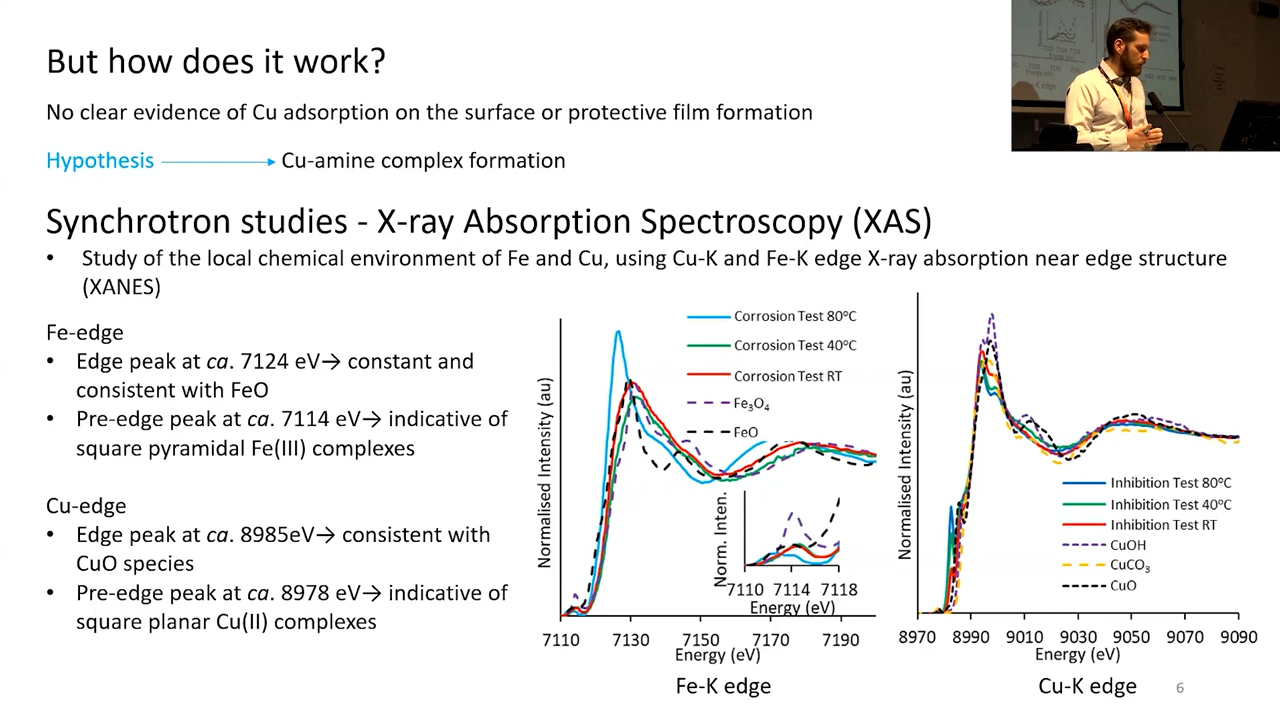 But how does it work?
No clear evidence of Cu adsorption on the surface or protective film formation
Hypothesis
Cu-amine complex formation
Synchrotron studies - X-ray Absorption Spectroscopy (XAS)
• Study of the local chemical environment of Fe and Cu, using Cu-K and Fe-K edge X-ray absorption near edge structure
(XANES)
Fe-edge
• Edge peak at ca. 7124 eV→ constant and
consistent with FeO
• Pre-edge peak at ca. 7114 eV→ indicative of
square pyramidal Fe(III) complexes
Cu-edge
• Edge peak at ca. 8985eV→ consistent with
CuO species
• Pre-edge peak at ca. 8978 eV→ indicative of
square planar Cu(II) complexes
Normalised Intensity (au)
Corrosion Test 80°C
Corrosion Test 40°C
Corrosion Test RT
Fe₃O₄
FeO
Norm. Inten.
7110 7114 7118
Energy (eV)
7110 7130 7150 7170 7190
Energy (eV)
Fe-K edge
Normalised Intensity (au)
Inhibition Test 80°C
Inhibition Test 40°C
Inhibition Test RT
CuOH
CuCO₃
CuO
8970 8990 9010 9030 9050 9070 9090
Energy (eV)
Cu-K edge
6